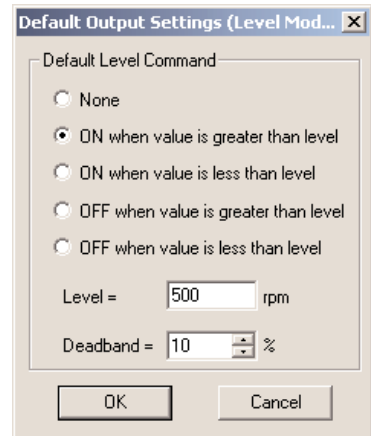 Default Output Settings (Level Mod...
Default Level Command
None
ON when value is greater than level
ON when value is less than level
OFF when value is greater than level
OFF when value is less than level
Level = 500 rpm
Deadband = 10 %
OK Cancel